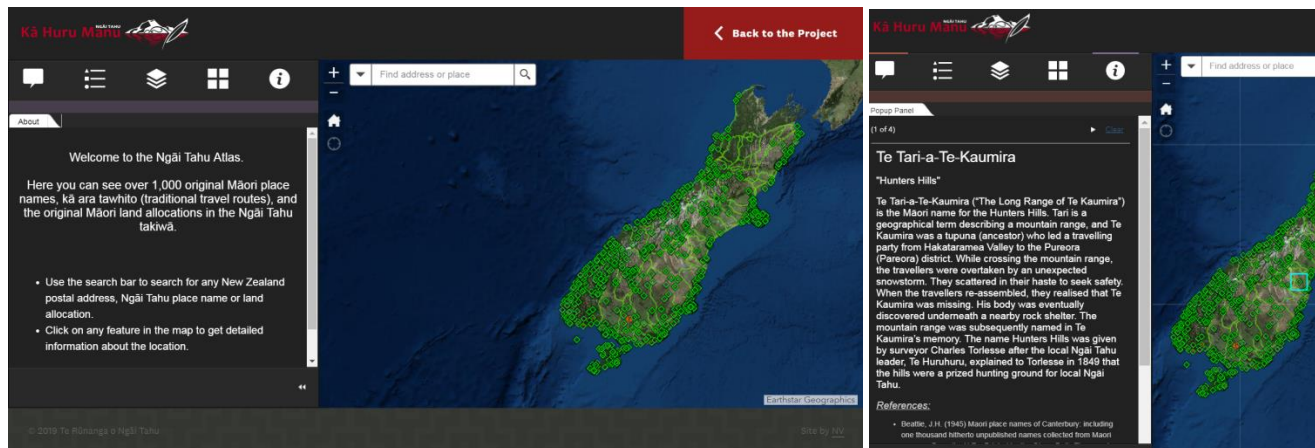 NGĀI TAHU
Kā Huru Manu
Back to the Project
Find address or place
About
Welcome to the Ngāi Tahu Atlas.
Here you can see over 1,000 original Māori place
names, kā ara tawhito (traditional travel routes), and
the original Māori land allocations in the Ngāi Tahu
takiwā.
• Use the search bar to search for any New Zealand
postal address, Ngāi Tahu place name or land
allocation.
• Click on any feature in the map to get detailed
information about the location.
Earthstar Geographics
© 2019 Te Rūnanga o Ngāi Tahu
Site by NV
NGĀI TAHU
Kā Huru Manu
Find address or place
Popup Panel
(1 of 4)
Clear
Te Tari-a-Te-Kaumira
"Hunters Hills"
Te Tari-a-Te-Kaumira ("The Long Range of Te Kaumira")
is the Māori name for the Hunters Hills. Tari is a
geographical term describing a mountain range, and Te
Kaumira was a tupuna (ancestor) who led a travelling
party from Hakataramea Valley to the Pureora
(Pareora) district. While crossing the mountain range,
the travellers were overtaken by an unexpected
snowstorm. They scattered in their haste to seek safety.
When the travellers re-assembled, they realised that Te
Kaumira was missing. His body was eventually
discovered underneath a nearby rock shelter. The
mountain range was subsequently named in Te
Kaumira's memory. The name Hunters Hills was given
by surveyor Charles Torlesse after the local Ngāi Tahu
leader, Te Huruhuru, explained to Torlesse in 1849 that
the hills were a prized hunting ground for local Ngāi
Tahu.
References:
• Beattie, J.H. (1945) Maori place names of Canterbury: including
one thousand hitherto unpublished names collected from Maori